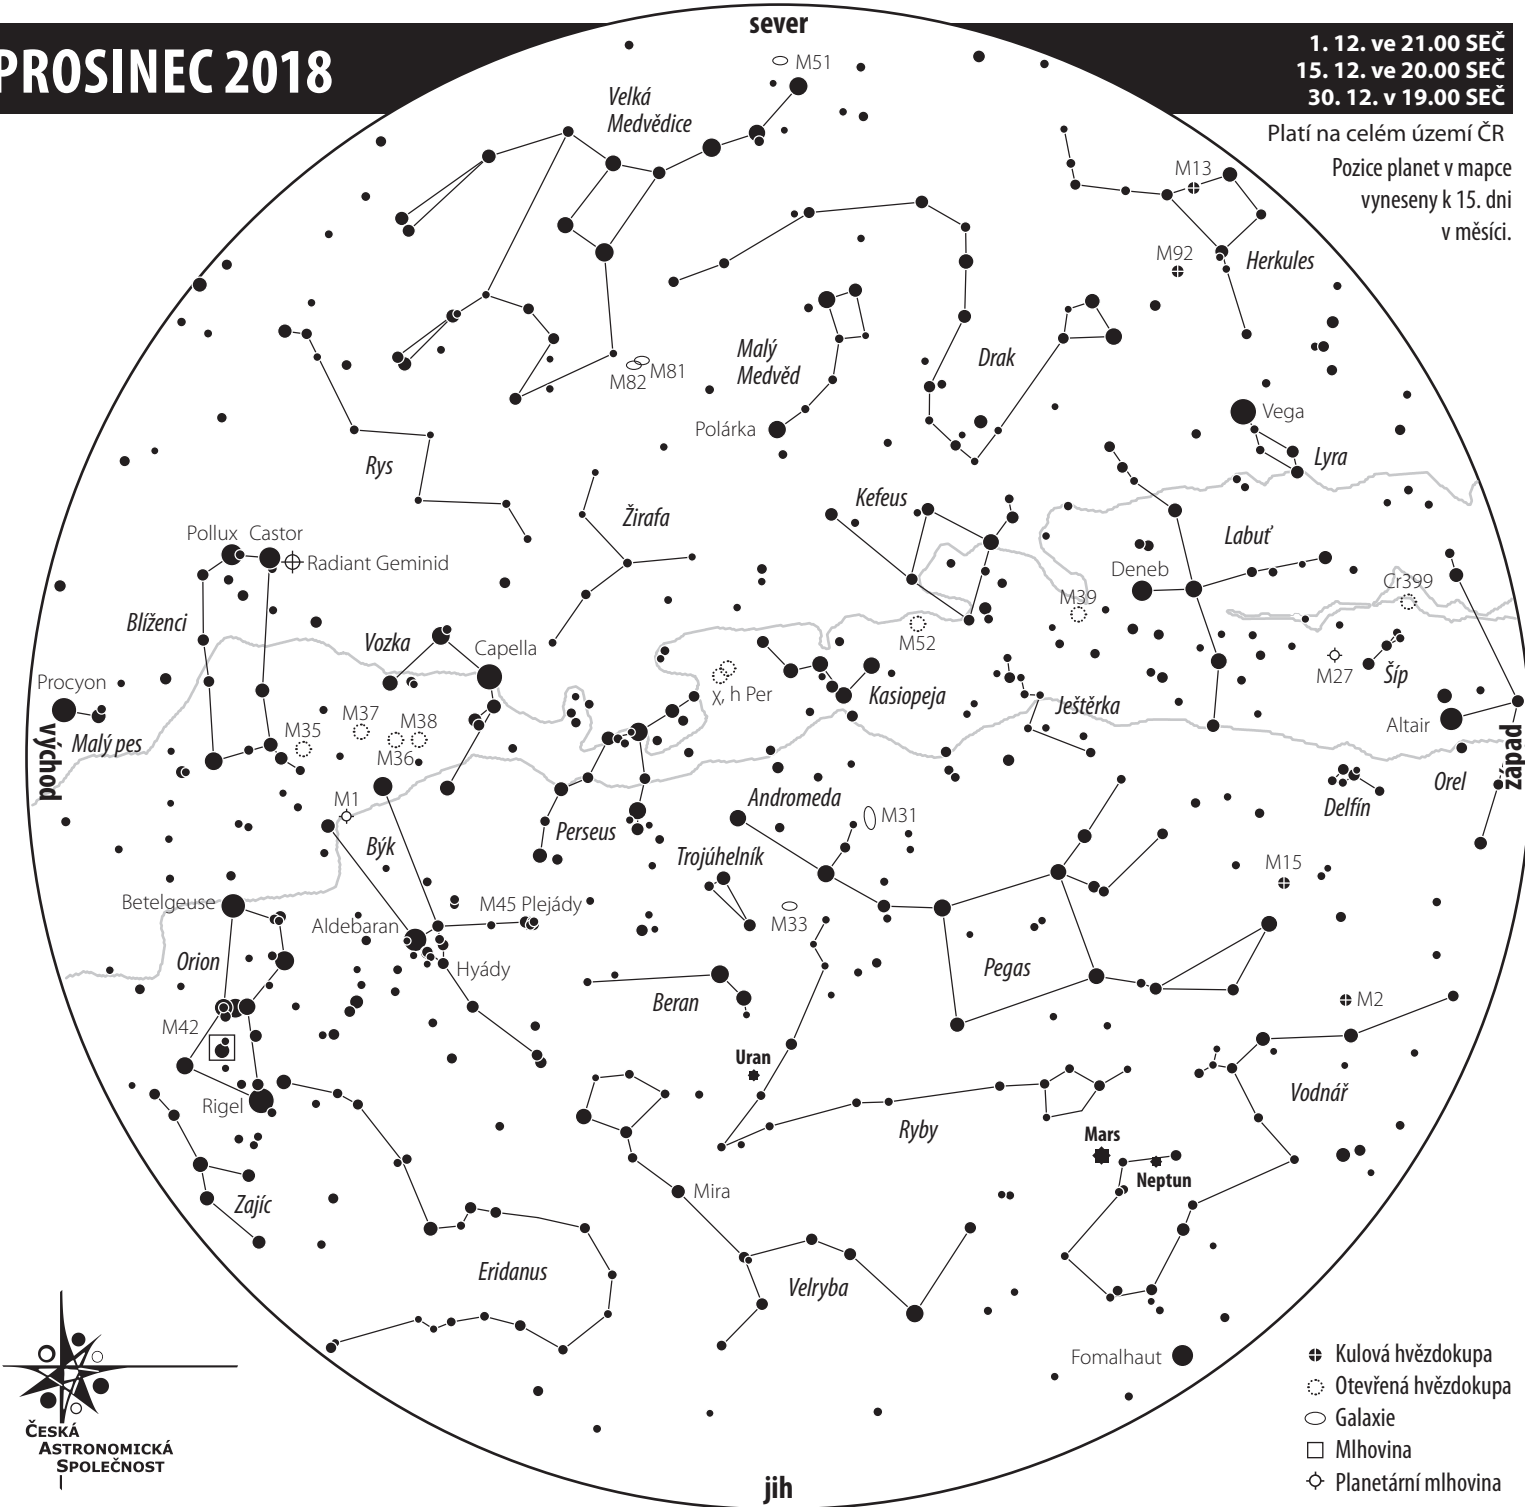 sever
PROSINEC 2018
1. 12. ve 21.00 SEČ
15. 12. ve 20.00 SEČ
30. 12. v 19.00 SEČ
Platí na celém území ČR
Pozice planet v mapce
vyneseny k 15. dni
v měsíci.
M51
Velká
Medvědice
M13
M92
Herkules
Malý
Medvěd
Drak
M81
M82
Polárka
Vega
Lyra
Rys
Žirafa
Kefeus
Labuť
Pollux
Castor
Radiant Geminid
Deneb
Cr399
M39
Blíženci
Vozka
Capella
M52
M27
Šíp
Procyon
χ, h Per
Kasiopeja
Ještěrka
Altair
východ
Malý pes
M35
M37
M38
M36
západ
Orel
M1
Andromeda
M31
Delfín
Býk
Perseus
Trojúhelník
M15
Betelgeuse
M45 Plejády
M33
Aldebaran
Orion
Hyády
Beran
Pegas
M2
M42
Uran
Vodnář
Rigel
Ryby
Mars
Neptun
Zajíc
Mira
Eridanus
Velryba
Fomalhaut
Kulová hvězdokupa
Otevřená hvězdokupa
Galaxie
Mlhovina
Planetární mlhovina
ČESKÁ
ASTRONOMICKÁ
SPOLEČNOST
jih